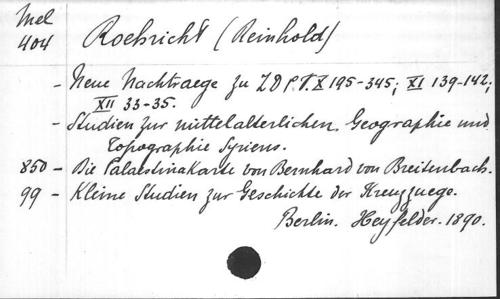 Mel
404 Roehricht (Reinhold)
- Neue Nachtraege zu ZDP.V. X 195-345; XI 139-142;
XII 33-35.
- Studien zur mittelalterlichen Geographie und
Topographie Syriens.
850 - Die Palaestinakarte von Bernhard von Breitenbach.
99 - Kleine Studien zur Geschichte der Kreuzzuege.
Berlin. Heyfelder. 1890.